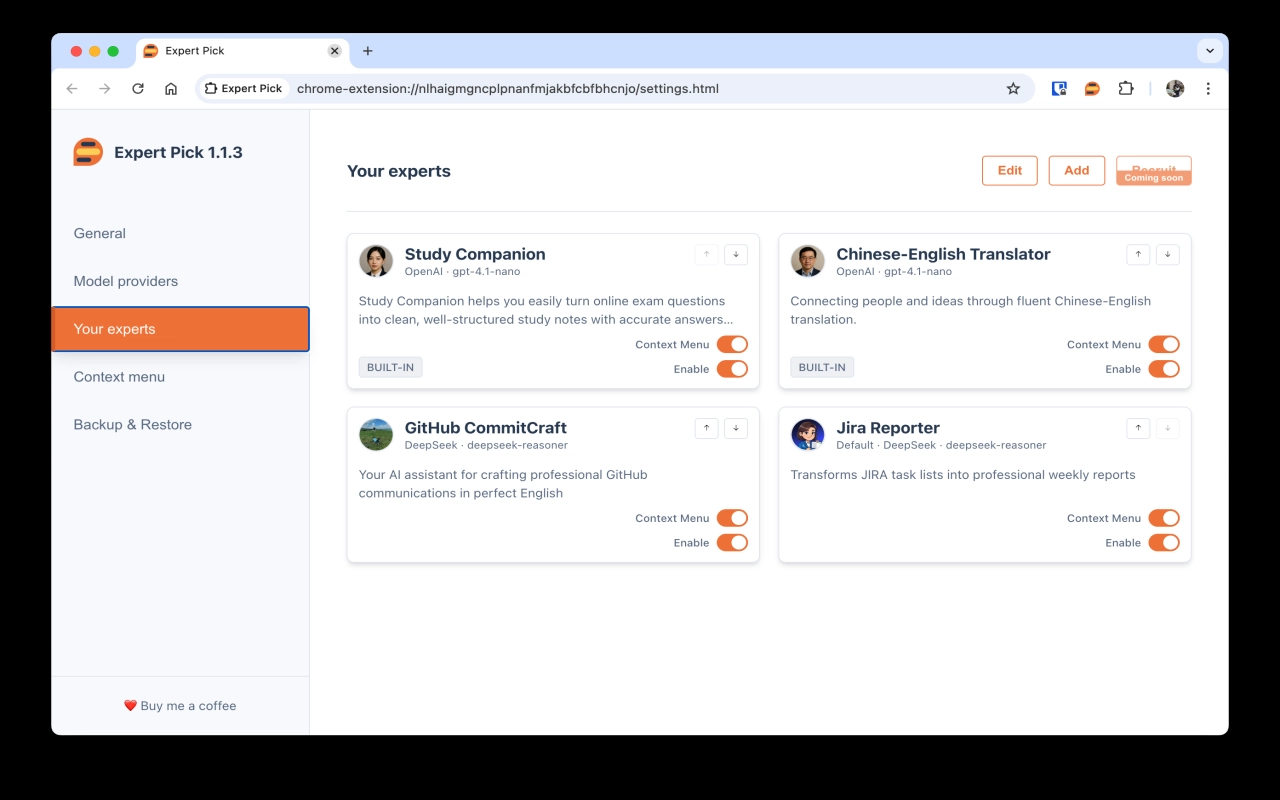 Expert Pick
Expert Pick
chrome-extension://nlhaigmgncplpnanfmjakbfcbfbhcnjo/settings.html
Expert Pick 1.1.3
General
Model providers
Your experts
Context menu
Backup & Restore
❤️ Buy me a coffee
Your experts
Edit
Add
Recruit
Coming soon
Study Companion
OpenAI · gpt-4.1-nano
↑
↓
Study Companion helps you easily turn online exam questions
into clean, well-structured study notes with accurate answers...
Context Menu
BUILT-IN
Enable
Chinese-English Translator
OpenAI · gpt-4.1-nano
↑
↓
Connecting people and ideas through fluent Chinese-English
translation.
Context Menu
BUILT-IN
Enable
GitHub CommitCraft
DeepSeek · deepseek-reasoner
↑
↓
Your AI assistant for crafting professional GitHub
communications in perfect English
Context Menu
Enable
Jira Reporter
Default · DeepSeek · deepseek-reasoner
↑
↓
Transforms JIRA task lists into professional weekly reports
Context Menu
Enable